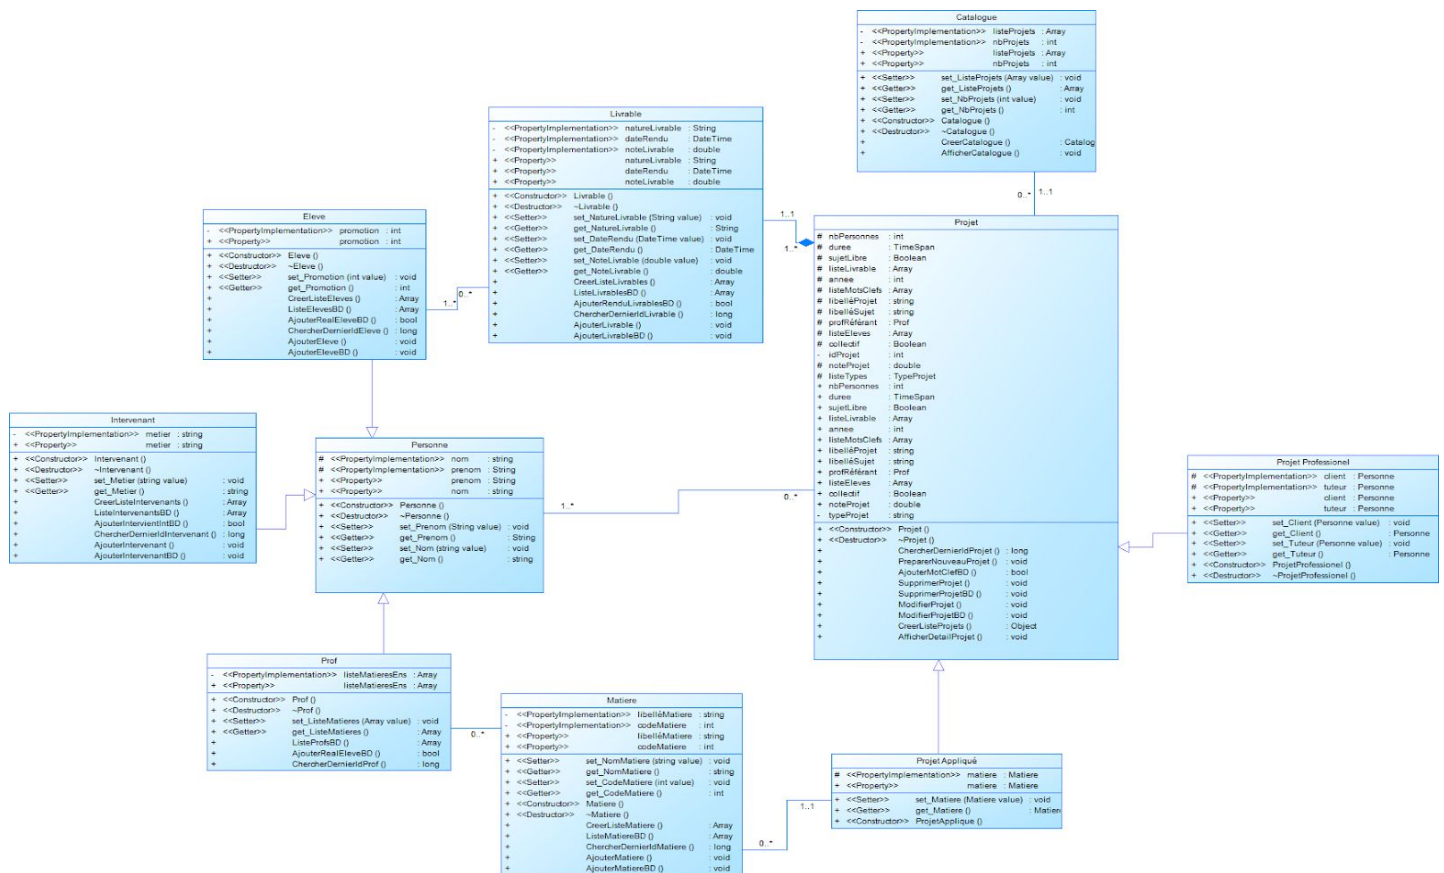 Catalogue
- <<PropertyImplementation>> listeProjets : Array
- <<PropertyImplementation>> nbProjets : int
+ <<Property>> listeProjets : Array
+ <<Property>> nbProjets : int
+ <<Setter>> set_ListeProjets (Array value) : void
+ <<Getter>> get_ListeProjets () : Array
+ <<Setter>> set_NbProjets (int value) : void
+ <<Getter>> get_NbProjets () : int
+ <<Constructor>> Catalogue ()
+ <<Destructor>> ~Catalogue ()
+ CreerCatalogue () : Catalog
+ AfficherCatalogue () : void
0..*
1..1
Livrable
- <<PropertyImplementation>> natureLivrable : String
- <<PropertyImplementation>> dateRendu : DateTime
- <<PropertyImplementation>> noteLivrable : double
+ <<Property>> natureLivrable : String
+ <<Property>> dateRendu : DateTime
+ <<Property>> noteLivrable : double
+ <<Constructor>> Livrable ()
+ <<Destructor>> ~Livrable ()
+ <<Setter>> set_NatureLivrable (String value) : void
+ <<Getter>> get_NatureLivrable () : String
+ <<Setter>> set_DateRendu (DateTime value) : void
+ <<Getter>> get_DateRendu () : DateTime
+ <<Setter>> set_NoteLivrable (double value) : void
+ <<Getter>> get_NoteLivrable () : double
+ CreerListeLivrables () : Array
+ ListeLivrablesBD () : Array
+ AjouterRenduLivrablesBD () : bool
+ ChercherDernierIdLivrable () : long
+ AjouterLivrable () : void
+ AjouterLivrableBD () : void
1..1
1..*
Eleve
- <<PropertyImplementation>> promotion : int
+ <<Property>> promotion : int
+ <<Constructor>> Eleve ()
+ <<Destructor>> ~Eleve ()
+ <<Setter>> set_Promotion (int value) : void
+ <<Getter>> get_Promotion () : int
+ CreerListeEleves () : Array
+ ListeElevesBD () : Array
+ AjouterRealEleveBD () : bool
+ ChercherDernierIdEleve () : long
+ AjouterEleve () : void
+ AjouterEleveBD () : void
0..*
1..*
Projet
# nbPersonnes : int
# duree : TimeSpan
# sujetLibre : Boolean
# listeLivrable : Array
# annee : int
# listeMotsClefs : Array
# libelléProjet : string
# libelléSujet : string
# profRéférant : Prof
# listeEleves : Array
# collectif : Boolean
- idProjet : int
# noteProjet : double
# listeTypes : TypeProjet
+ nbPersonnes : int
+ duree : TimeSpan
+ sujetLibre : Boolean
+ listeLivrable : Array
+ annee : int
+ listeMotsClefs : Array
+ libelléProjet : string
+ libelléSujet : string
+ profRéférant : Prof
+ listeEleves : Array
+ collectif : Boolean
+ noteProjet : double
- typeProjet : string
+ <<Constructor>> Projet ()
+ <<Destructor>> ~Projet ()
+ ChercherDernierIdProjet () : long
+ PreparerNouveauProjet () : void
+ AjouterMotClefBD () : bool
+ SupprimerProjet () : void
+ SupprimerProjetBD () : void
+ ModifierProjet () : void
+ ModifierProjetBD () : void
+ CreerListeProjets () : Object
+ AfficherDetailProjet () : void
Intervenant
- <<PropertyImplementation>> metier : string
+ <<Property>> metier : string
+ <<Constructor>> Intervenant ()
+ <<Destructor>> ~Intervenant ()
+ <<Setter>> set_Metier (string value) : void
+ <<Getter>> get_Metier () : string
+ CreerListeIntervenants () : Array
+ ListeIntervenantsBD () : Array
+ AjouterIntervientIntBD () : bool
+ ChercherDernierIdIntervenant () : long
+ AjouterIntervenant () : void
+ AjouterIntervenantBD () : void
Personne
# <<PropertyImplementation>> nom : string
# <<PropertyImplementation>> prenom : String
+ <<Property>> prenom : String
+ <<Property>> nom : string
+ <<Constructor>> Personne ()
+ <<Destructor>> ~Personne ()
+ <<Setter>> set_Prenom (String value) : void
+ <<Getter>> get_Prenom () : String
+ <<Setter>> set_Nom (string value) : void
+ <<Getter>> get_Nom () : string
1..*
0..*
Projet Professionel
# <<PropertyImplementation>> client : Personne
# <<PropertyImplementation>> tuteur : Personne
+ <<Property>> client : Personne
+ <<Property>> tuteur : Personne
+ <<Setter>> set_Client (Personne value) : void
+ <<Getter>> get_Client () : Personne
+ <<Setter>> set_Tuteur (Personne value) : void
+ <<Getter>> get_Tuteur () : Personne
+ <<Constructor>> ProjetProfessionel ()
+ <<Destructor>> ~ProjetProfessionel ()
Prof
- <<PropertyImplementation>> listeMatieresEns : Array
+ <<Property>> listeMatieresEns : Array
+ <<Constructor>> Prof ()
+ <<Destructor>> ~Prof ()
+ <<Setter>> set_ListeMatieres (Array value) : void
+ <<Getter>> get_ListeMatieres () : Array
+ ListeProfsBD () : Array
+ AjouterRealEleveBD () : bool
+ ChercherDernierIdProf () : long
0..*
Matiere
- <<PropertyImplementation>> libelléMatiere : string
- <<PropertyImplementation>> codeMatiere : int
+ <<Property>> libelléMatiere : string
+ <<Property>> codeMatiere : int
+ <<Setter>> set_NomMatiere (string value) : void
+ <<Getter>> get_NomMatiere () : string
+ <<Setter>> set_CodeMatiere (int value) : void
+ <<Getter>> get_CodeMatiere () : int
+ <<Constructor>> Matiere ()
+ <<Destructor>> ~Matiere ()
+ CreerListeMatiere () : Array
+ ListeMatiereBD () : Array
+ ChercherDernierIdMatiere () : long
+ AjouterMatiere () : void
+ AjouterMatiereBD () : void
1..1
0..*
Projet Appliqué
# <<PropertyImplementation>> matiere : Matiere
+ <<Property>> matiere : Matiere
+ <<Setter>> set_Matiere (Matiere value) : void
+ <<Getter>> get_Matiere () : Matier
+ <<Constructor>> ProjetApplique ()